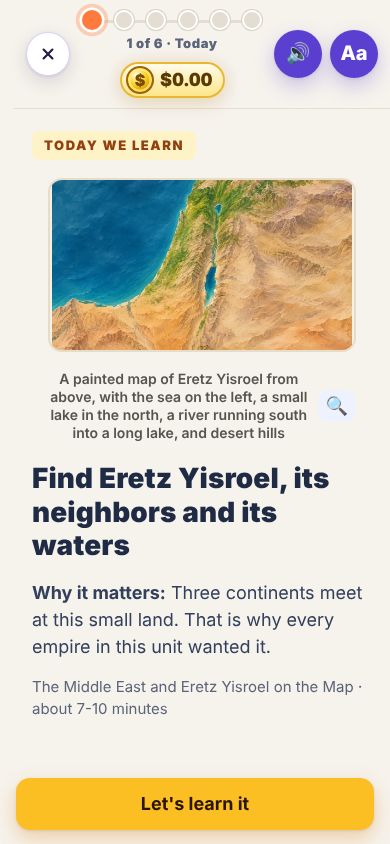 1 of 6 · Today
$ $0.00
Aa
TODAY WE LEARN
A painted map of Eretz Yisroel from
above, with the sea on the left, a small
lake in the north, a river running south
into a long lake, and desert hills
Find Eretz Yisroel, its
neighbors and its
waters
Why it matters: Three continents meet
at this small land. That is why every
empire in this unit wanted it.
The Middle East and Eretz Yisroel on the Map ·
about 7-10 minutes
Let's learn it